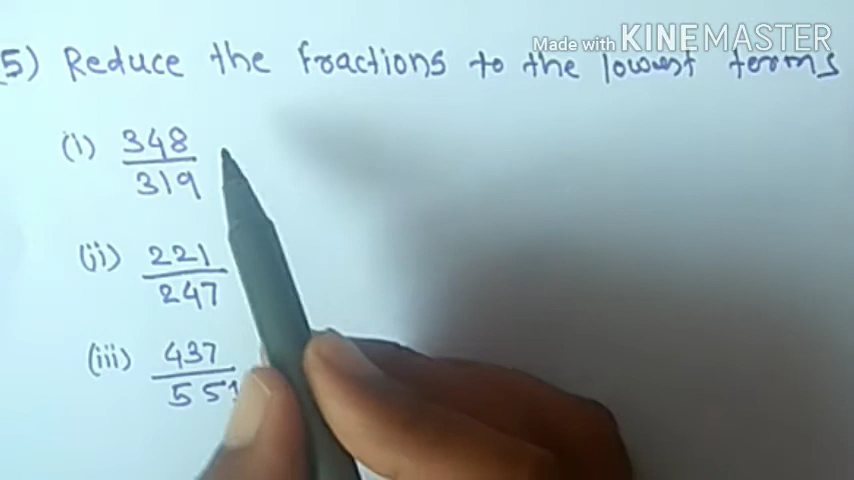 Made with KINEMASTER
5) Reduce the fractions to the lowest terms
(i) 348
319
(ii) 221
247
(iii) 437
551